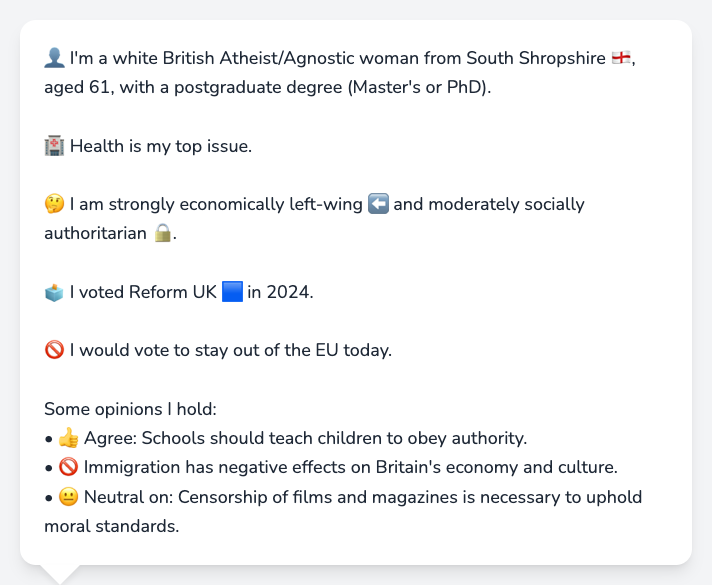 👤 I'm a white British Atheist/Agnostic woman from South Shropshire 🏴󠁧󠁢󠁥󠁮󠁧󠁿,
aged 61, with a postgraduate degree (Master's or PhD).
🏥 Health is my top issue.
🤔 I am strongly economically left-wing ⬅️ and moderately socially
authoritarian 🔒.
🗳️ I voted Reform UK 🟦 in 2024.
🚫 I would vote to stay out of the EU today.
Some opinions I hold:
• 👍 Agree: Schools should teach children to obey authority.
• 🚫 Immigration has negative effects on Britain's economy and culture.
• 😐 Neutral on: Censorship of films and magazines is necessary to uphold
moral standards.